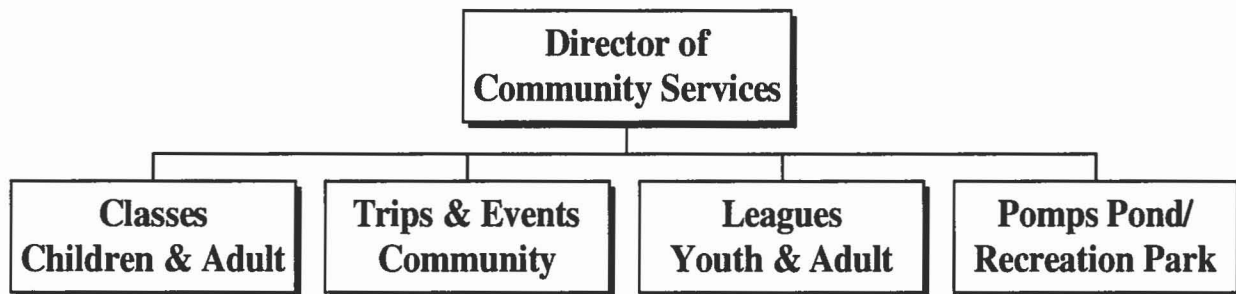 Director of
Community Services
Classes
Children & Adult
Trips & Events
Community
Leagues
Youth & Adult
Pomps Pond/
Recreation Park